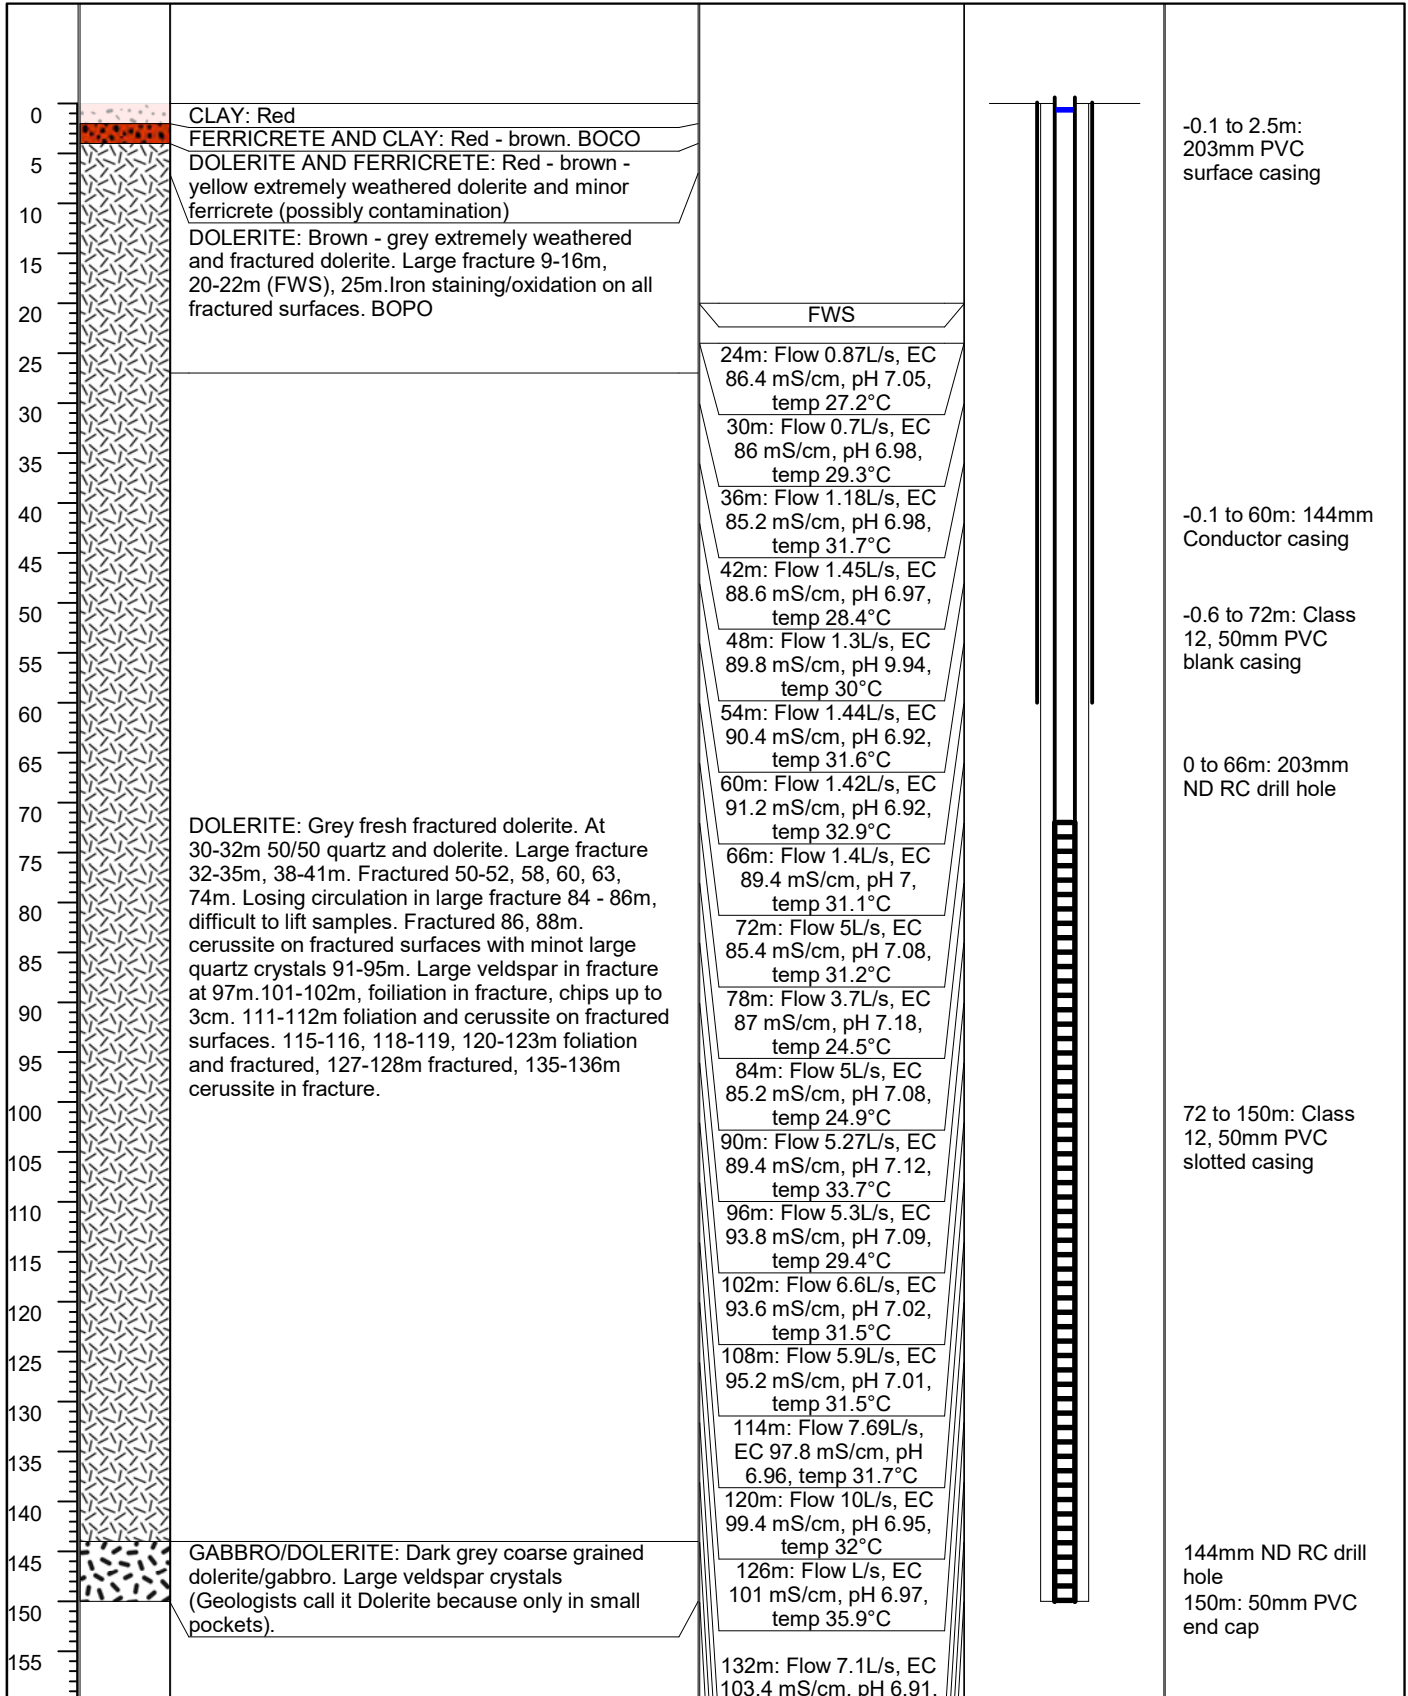 0
5
10
15
20
25
30
35
40
45
50
55
60
65
70
75
80
85
90
95
100
105
110
115
120
125
130
135
140
145
150
155
CLAY: Red
FERRICRETE AND CLAY: Red - brown. BOCO
DOLERITE AND FERRICRETE: Red - brown -
yellow extremely weathered dolerite and minor
ferricrete (possibly contamination)
DOLERITE: Brown - grey extremely weathered
and fractured dolerite. Large fracture 9-16m,
20-22m (FWS), 25m.Iron staining/oxidation on all
fractured surfaces. BOPO
DOLERITE: Grey fresh fractured dolerite. At
30-32m 50/50 quartz and dolerite. Large fracture
32-35m, 38-41m. Fractured 50-52, 58, 60, 63,
74m. Losing circulation in large fracture 84 - 86m,
difficult to lift samples. Fractured 86, 88m.
cerussite on fractured surfaces with minot large
quartz crystals 91-95m. Large veldspar in fracture
at 97m.101-102m, foiliation in fracture, chips up to
3cm. 111-112m foliation and cerussite on fractured
surfaces. 115-116, 118-119, 120-123m foliation
and fractured, 127-128m fractured, 135-136m
cerussite in fracture.
GABBRO/DOLERITE: Dark grey coarse grained
dolerite/gabbro. Large veldspar crystals
(Geologists call it Dolerite because only in small
pockets).
FWS
24m: Flow 0.87L/s, EC
86.4 mS/cm, pH 7.05,
temp 27.2°C
30m: Flow 0.7L/s, EC
86 mS/cm, pH 6.98,
temp 29.3°C
36m: Flow 1.18L/s, EC
85.2 mS/cm, pH 6.98,
temp 31.7°C
42m: Flow 1.45L/s, EC
88.6 mS/cm, pH 6.97,
temp 28.4°C
48m: Flow 1.3L/s, EC
89.8 mS/cm, pH 9.94,
temp 30°C
54m: Flow 1.44L/s, EC
90.4 mS/cm, pH 6.92,
temp 31.6°C
60m: Flow 1.42L/s, EC
91.2 mS/cm, pH 6.92,
temp 32.9°C
66m: Flow 1.4L/s, EC
89.4 mS/cm, pH 7,
temp 31.1°C
72m: Flow 5L/s, EC
85.4 mS/cm, pH 7.08,
temp 31.2°C
78m: Flow 3.7L/s, EC
87 mS/cm, pH 7.18,
temp 24.5°C
84m: Flow 5L/s, EC
85.2 mS/cm, pH 7.08,
temp 24.9°C
90m: Flow 5.27L/s, EC
89.4 mS/cm, pH 7.12,
temp 33.7°C
96m: Flow 5.3L/s, EC
93.8 mS/cm, pH 7.09,
temp 29.4°C
102m: Flow 6.6L/s, EC
93.6 mS/cm, pH 7.02,
temp 31.5°C
108m: Flow 5.9L/s, EC
95.2 mS/cm, pH 7.01,
temp 31.5°C
114m: Flow 7.69L/s,
EC 97.8 mS/cm, pH
6.96, temp 31.7°C
120m: Flow 10L/s, EC
99.4 mS/cm, pH 6.95,
temp 32°C
126m: Flow L/s, EC
101 mS/cm, pH 6.97,
temp 35.9°C
132m: Flow 7.1L/s, EC
103.4 mS/cm, pH 6.91,
-0.1 to 2.5m:
203mm PVC
surface casing
-0.1 to 60m: 144mm
Conductor casing
-0.6 to 72m: Class
12, 50mm PVC
blank casing
0 to 66m: 203mm
ND RC drill hole
72 to 150m: Class
12, 50mm PVC
slotted casing
144mm ND RC drill
hole
150m: 50mm PVC
end cap